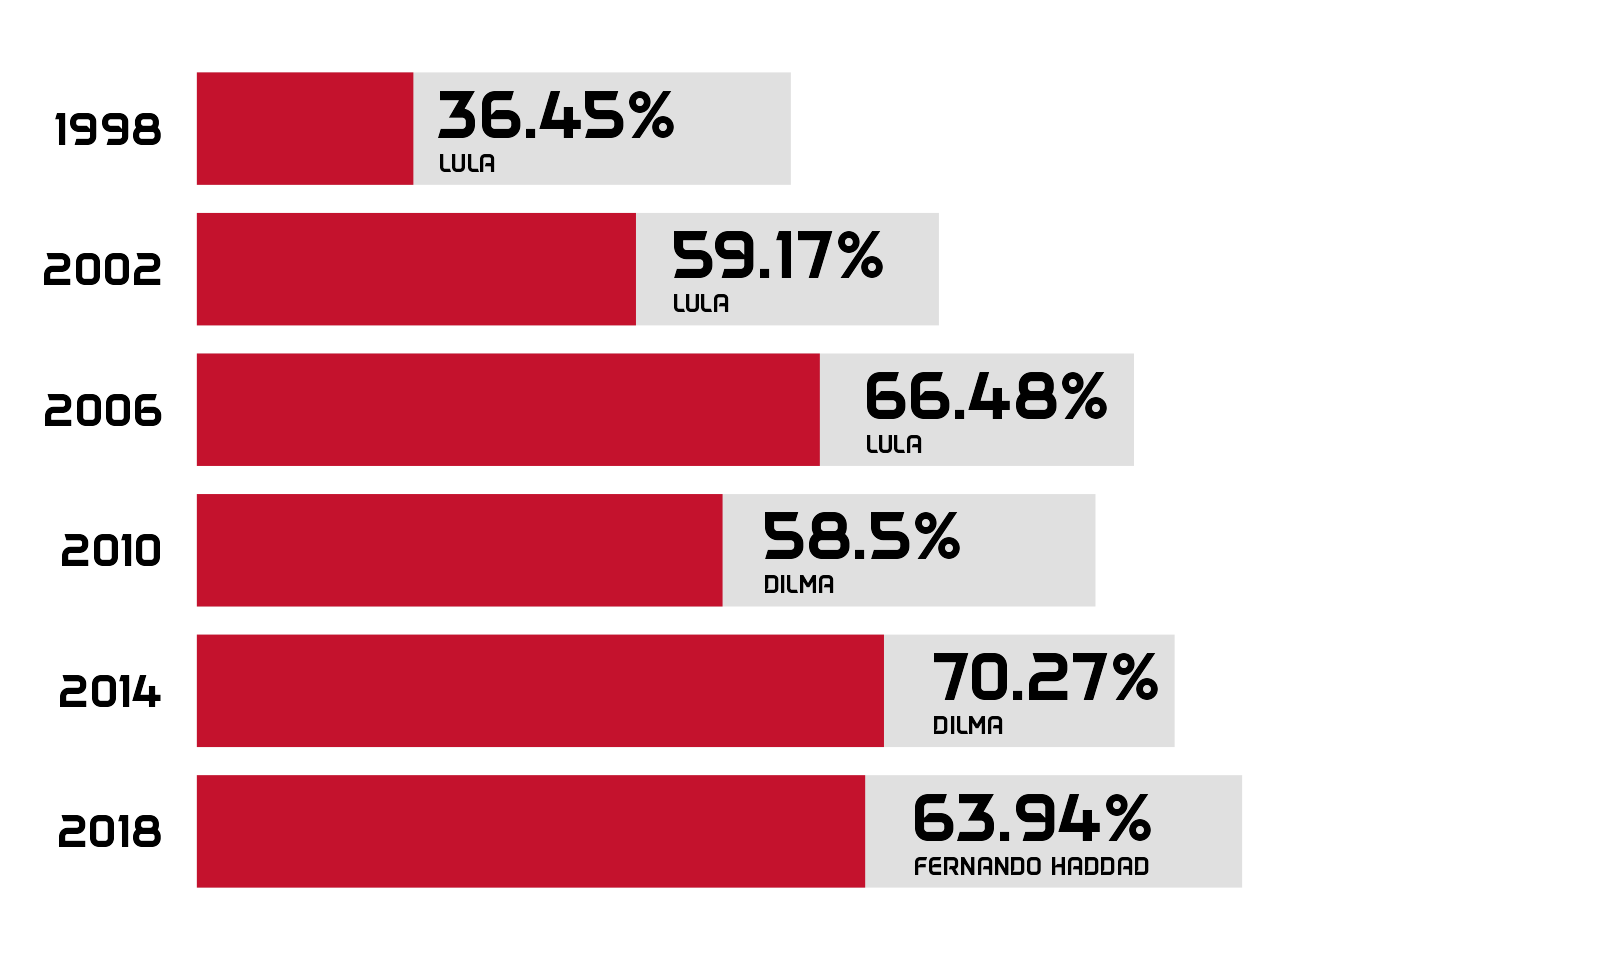 1998
36.45%
LULA
2002
59.17%
LULA
2006
66.48%
LULA
2010
58.5%
DILMA
2014
70.27%
DILMA
2018
63.94%
FERNANDO HADDAD